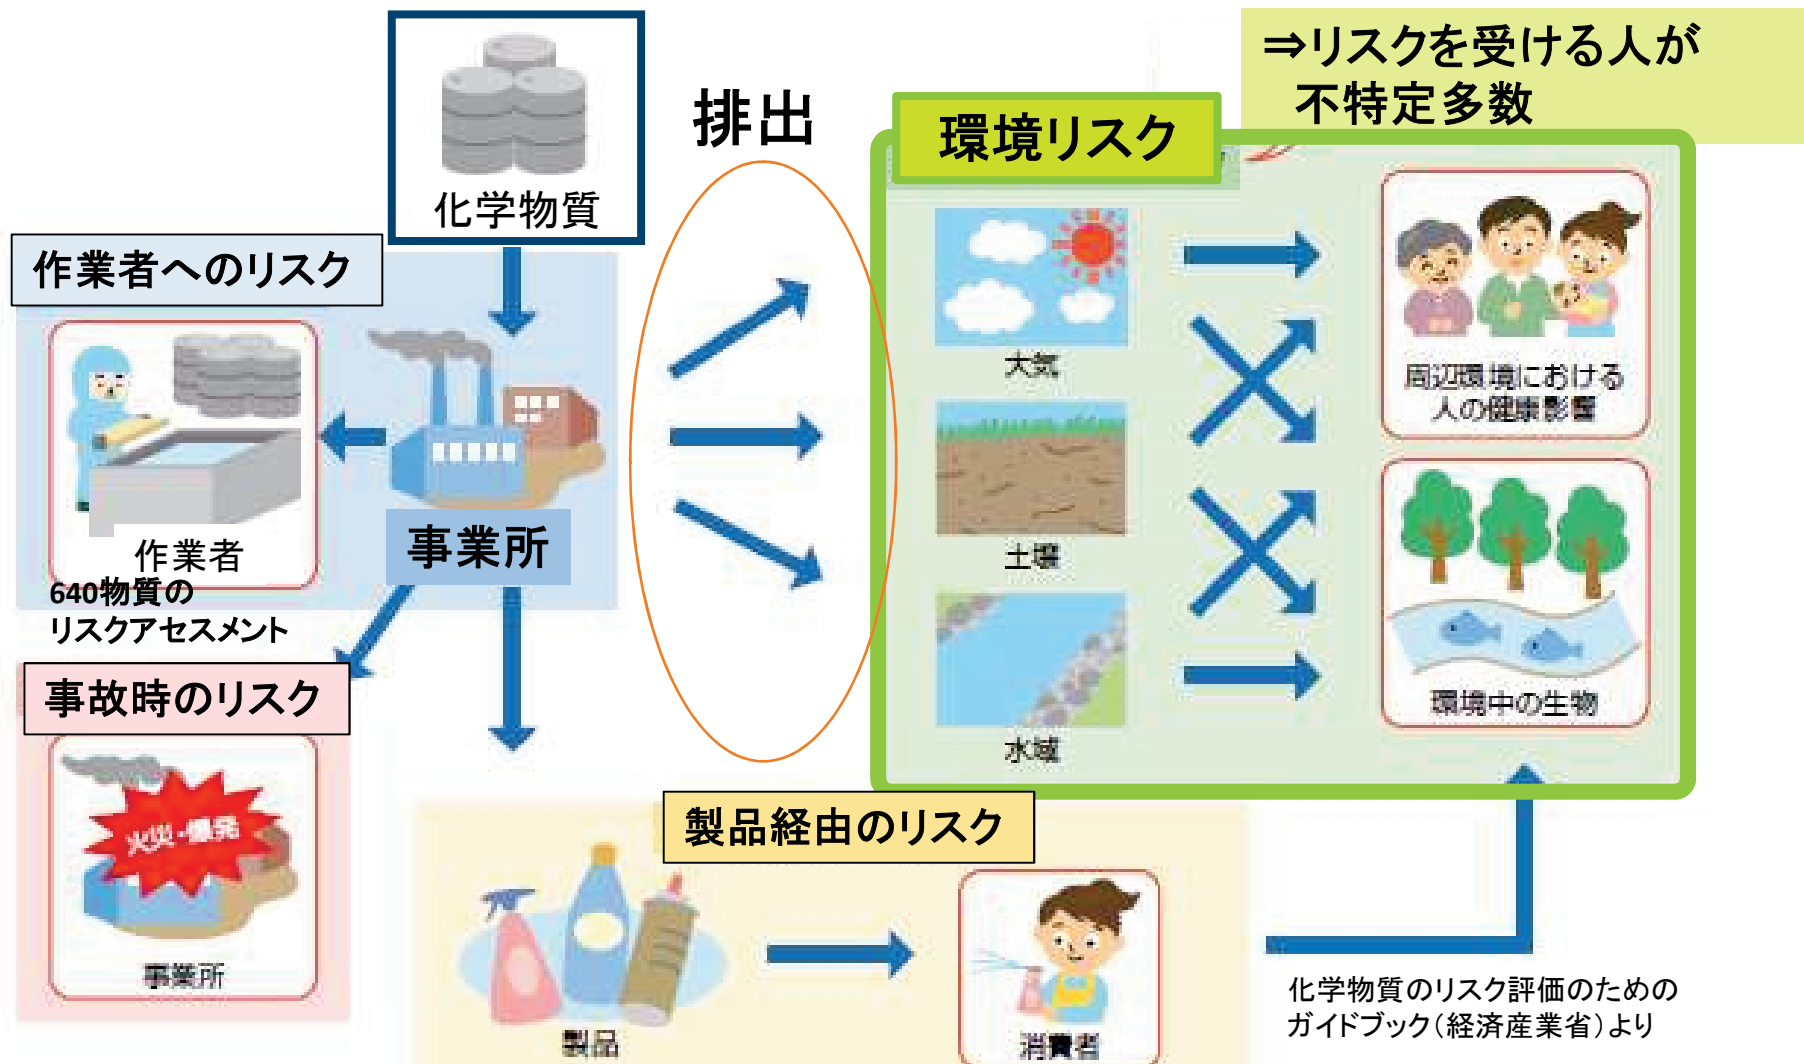 ⇒リスクを受ける人が
不特定多数
化学物質
排出
環境リスク
作業者へのリスク
作業者
640物質の
リスクアセスメント
事業所
大気
土壌
水域
周辺環境における
人の健康影響
環境中の生物
事故時のリスク
火災・爆発
事業所
製品経由のリスク
製品
消費者
化学物質のリスク評価のための
ガイドブック（経済産業省）より